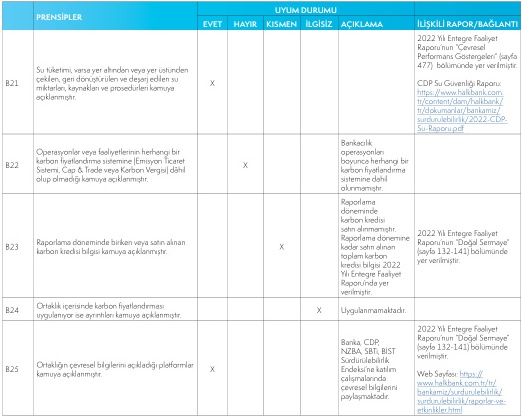 PRENSİPLER
UYUM DURUMU
EVET HAYIR KISMEN İLGİSİZ AÇIKLAMA
İLİŞKİLİ RAPOR/BAĞLANTI
B21
Su tüketimi, varsa yer altından veya yer üstünden
çekilen, geri dönüştürülen ve deşarj edilen su
miktarları, kaynakları ve prosedürleri kamuya
açıklanmıştır.
X
2022 Yılı Entegre Faaliyet
Raporu'nun "Çevresel
Performans Göstergeleri" (sayfa
477) bölümünde yer verilmiştir.
CDP Su Güvenliği Raporu:
https://www.halkbank.com.
tr/content/dam/halkbank/
tr/dokumanlar/bankamiz/
surdurulebilirlik/2022-CDP-
Su-Raporu.pdf
B22
Operasyonlar veya faaliyetlerinin herhangi bir
karbon fiyatlandırma sistemine (Emisyon Ticaret
Sistemi, Cap & Trade veya Karbon Vergisi) dâhil
olup olmadığı kamuya açıklanmıştır.
X
Bankacılık
operasyonları
boyunca herhangi bir
karbon fiyatlandırma
sistemine dahil
olunmamıştır.
B23
Raporlama döneminde biriken veya satın alınan
karbon kredisi bilgisi kamuya açıklanmıştır.
X
Raporlama
döneminde
karbon kredisi
satın alınmamıştır.
Raporlama dönemine
kadar satın alınan
toplam karbon
kredisi bilgisi 2022
Yılı Entegre Faaliyet
Raporu'nda yer
verilmiştir.
2022 Yılı Entegre Faaliyet
Raporu'nun "Doğal Sermaye"
(sayfa 132-141) bölümünde
yer verilmiştir.
B24
Ortaklık içerisinde karbon fiyatlandırması
uygulanıyor ise ayrıntıları kamuya açıklanmıştır.
X
Uygulanmamaktadır.
B25
Ortaklığın çevresel bilgilerini açıkladığı platformlar
kamuya açıklanmıştır.
X
Banka, CDP,
NZBA, SBTi, BIST
Sürdürülebilirlik
Endeksi'ne katılım
çalışmalarında
çevresel bilgilerini
paylaşmaktadır.
2022 Yılı Entegre Faaliyet
Raporu'nun "Doğal Sermaye"
(sayfa 132-141) bölümünde
verilmiştir.
Web Sayfası: https://
www.halkbank.com.tr/tr/
bankamiz/surdurulebilirlik/
surdurulebilirlik/raporlar-ve-
etkinlikler.html